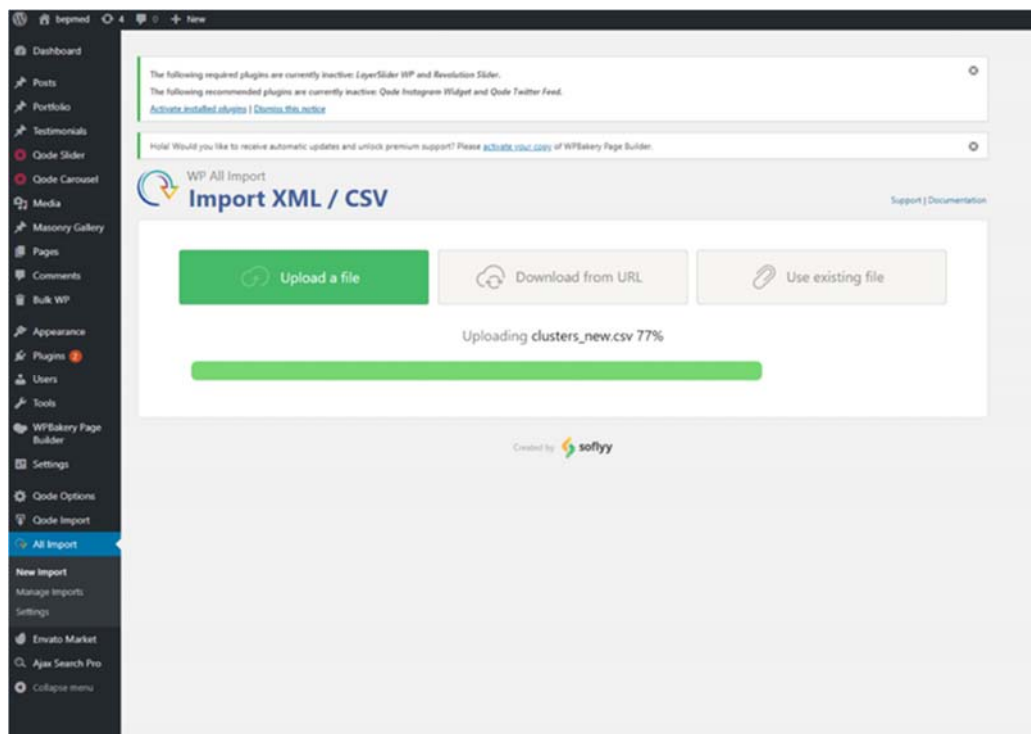 bepmed 4 0 + New
Dashboard
Posts
Portfolio
Testimonials
Qode Slider
Qode Carousel
Media
Masonry Gallery
Pages
Comments
Bulk WP
Appearance
Plugins 2
Users
Tools
WPBakery Page
Builder
Settings
Qode Options
Qode Import
All Import
New Import
Manage Imports
Settings
Envato Market
Ajax Search Pro
Collapse menu
The following required plugins are currently inactive: LayerSlider WP and Revolution Slider.
The following recommended plugins are currently inactive: Qode Instagram Widget and Qode Twitter Feed.
Activate installed plugins | Dismiss this notice
Hola! Would you like to receive automatic updates and unlock premium support? Please activate your copy of WPBakery Page Builder.
WP All Import
Import XML / CSV
Support | Documentation
Upload a file
Download from URL
Use existing file
Uploading clusters_new.csv 77%
Created by soflyy